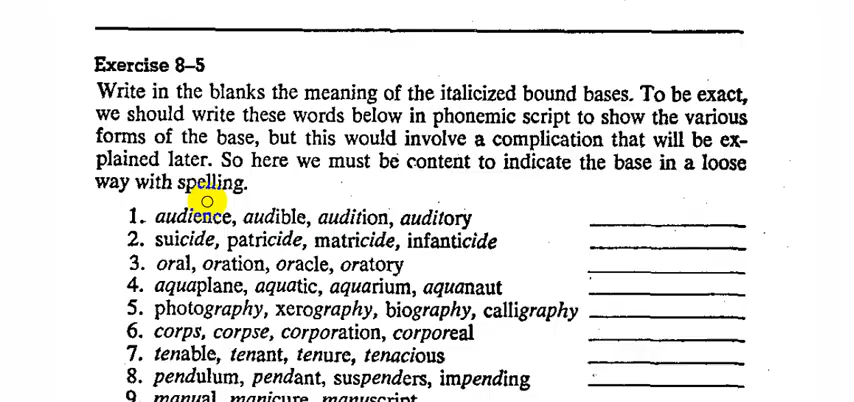 Exercise 8–5
Write in the blanks the meaning of the italicized bound bases. To be exact,
we should write these words below in phonemic script to show the various
forms of the base, but this would involve a complication that will be ex-
plained later. So here we must be content to indicate the base in a loose
way with spelling.
1. audience, audible, audition, auditory
2. suicide, patricide, matricide, infanticide
3. oral, oration, oracle, oratory
4. aquaplane, aquatic, aquarium, aquanaut
5. photography, xerography, biography, calligraphy
6. corps, corpse, corporation, corporeal
7. tenable, tenant, tenure, tenacious
8. pendulum, pendant, suspenders, impending
9. manual, manicure, manuscript